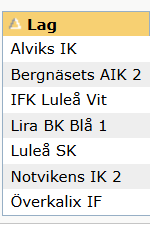 Lag
Alviks IK
Bergnäsets AIK 2
IFK Luleå Vit
Lira BK Blå 1
Luleå SK
Notvikens IK 2
Överkalix IF